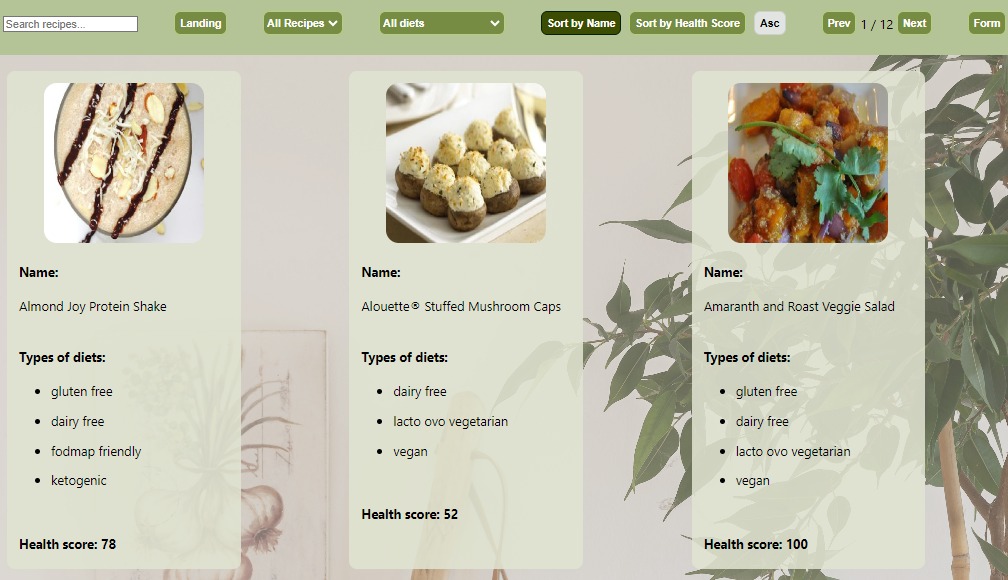 Search recipes... Landing All Recipes All diets Sort by Name Sort by Health Score Asc Prev 1 / 12 Next Form
Name:
Almond Joy Protein Shake
Types of diets:
gluten free
dairy free
fodmap friendly
ketogenic
Health score: 78
Name:
Alouette® Stuffed Mushroom Caps
Types of diets:
dairy free
lacto ovo vegetarian
vegan
Health score: 52
Name:
Amaranth and Roast Veggie Salad
Types of diets:
gluten free
dairy free
lacto ovo vegetarian
vegan
Health score: 100